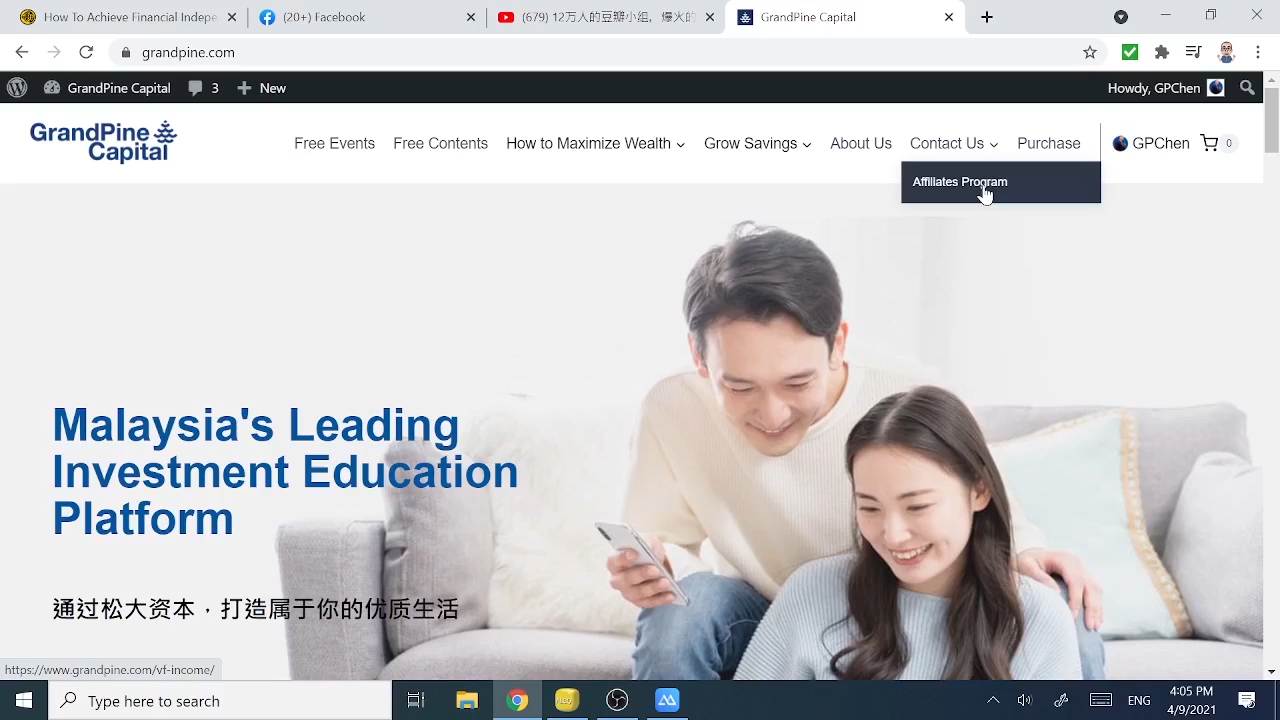 How To Achieve Financial Indepe
(20+) Facebook
(679) 12万人的豆瓣小组，爆火的
GrandPine Capital
grandpine.com
GrandPine Capital
3
New
Howdy, GPChen
GrandPine
Capital
Free Events
Free Contents
How to Maximize Wealth
Grow Savings
About Us
Contact Us
Purchase
GPChen
0
Affiliates Program
Malaysia's Leading
Investment Education
Platform
通过松大资本，打造属于你的优质生活
https://www.grandpine.com/vf-income/
Type here to search
ENG
4:05 PM
4/9/2021